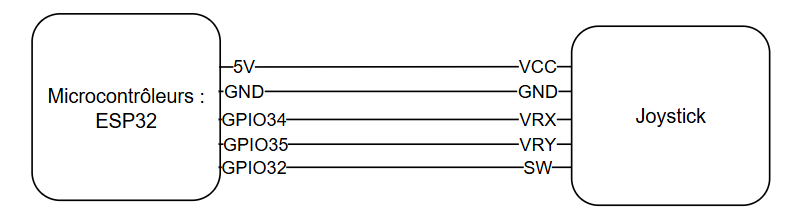 Microcontrôleurs :
ESP32
5V
VCC
GND
GND
GPIO34
VRX
GPIO35
VRY
GPIO32
SW
Joystick